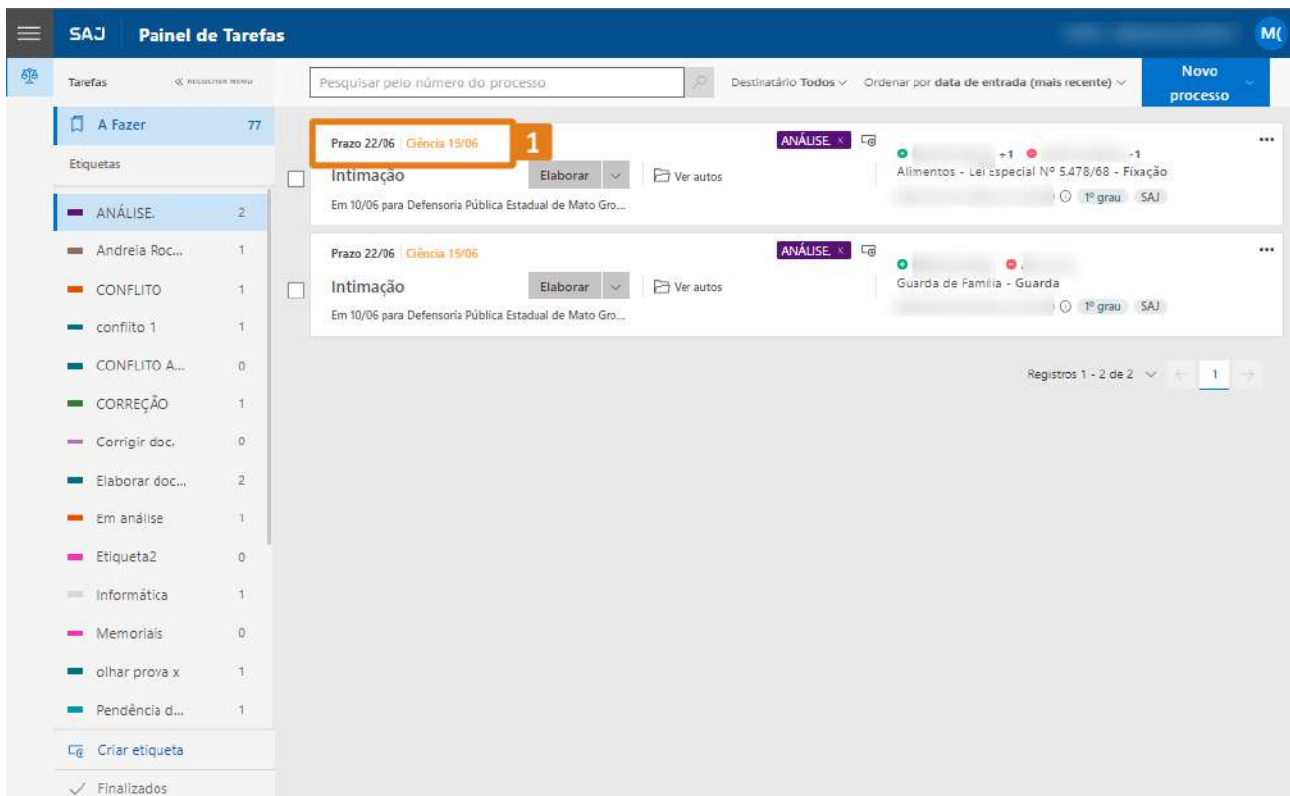 SAJ Painel de Tarefas M(
Tarefas
Pesquisar pelo número do processo
Destinatário Todos
Ordenar por data de entrada (mais recente)
Novo
processo
A Fazer 77
Etiquetas
ANÁLISE. 2
Andreia Roc... 1
CONFLITO 1
conflito 1 1
CONFLITO A... 0
CORREÇÃO 1
Corrigir doc. 0
Elaborar doc... 2
Em análise 1
Etiqueta2 0
Informática 1
Memoriais 0
olhar prova x 1
Pendência d... 1
Criar etiqueta
Finalizados
Prazo 22/06 Ciência 19/06 1
ANÁLISE. ×
Intimação Elaborar Ver autos
Em 10/06 para Defensoria Pública Estadual de Mato Gro...
+1 -1
Alimentos - Lei Especial Nº 5.478/68 - Fixação
1º grau SAJ
Prazo 22/06 Ciência 19/06
ANÁLISE. ×
Intimação Elaborar Ver autos
Em 10/06 para Defensoria Pública Estadual de Mato Gro...
Guarda de Família - Guarda
1º grau SAJ
Registros 1 - 2 de 2 1